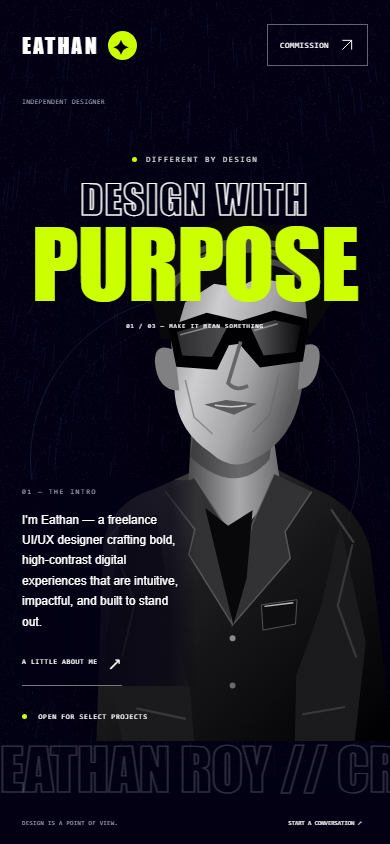 EATHAN
COMMISSION
INDEPENDENT DESIGNER
DIFFERENT BY DESIGN
DESIGN WITH
PURPOSE
01 / 03 — MAKE IT MEAN SOMETHING
01 — THE INTRO
I'm Eathan — a freelance
UI/UX designer crafting bold,
high-contrast digital
experiences that are intuitive,
impactful, and built to stand
out.
A LITTLE ABOUT ME ↗
OPEN FOR SELECT PROJECTS
EATHAN ROY // CR
DESIGN IS A POINT OF VIEW.
START A CONVERSATION ↗